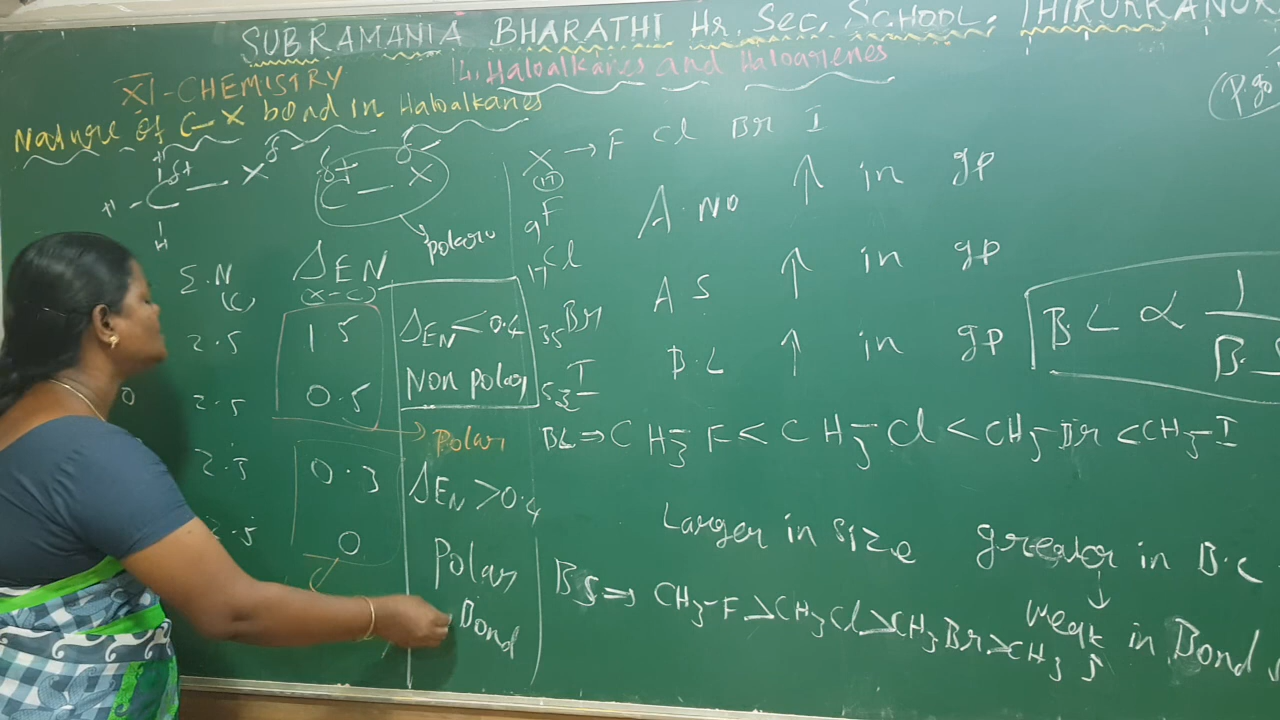 SUBRAMANIA BHARATHI Hr. Sec. SCHOOL, THIRUKKANUR
14. Haloalkanes and Haloarenes
XI-CHEMISTRY
Nature of C-X bond in Haloalkanes
H
H - C δ+ — X δ-
H
δ+ δ-
C — X
polar
E.N ΔEN
(C) (X-C)
2.5 1.5
0 2.5 0.5
2.5 0.3
2.5 0
ΔEN < 0.4
Non polar
Polar
ΔEN > 0.4
Polar
Bond
X → F Cl Br I
(17)
9F
17Cl
35Br
53I
A. No ↑ in gp
A S ↑ in gp
B.L ↑ in gp
B L ∝ 1
B.S
BL ⇒ CH3-F < CH3-Cl < CH3-Br < CH3-I
Larger in size greater in B.L
↓
weak in Bond
BS ⇒ CH3-F > CH3Cl > CH3Br > CH3